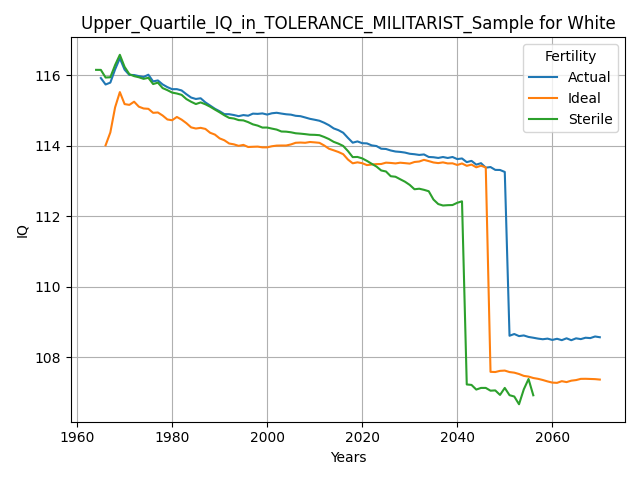 Upper_Quartile_IQ_in_TOLERANCE_MILITARIST_Sample for White
Fertility
Actual
Ideal
Sterile
IQ
116
114
112
110
108
1960
1980
2000
2020
2040
2060
Years